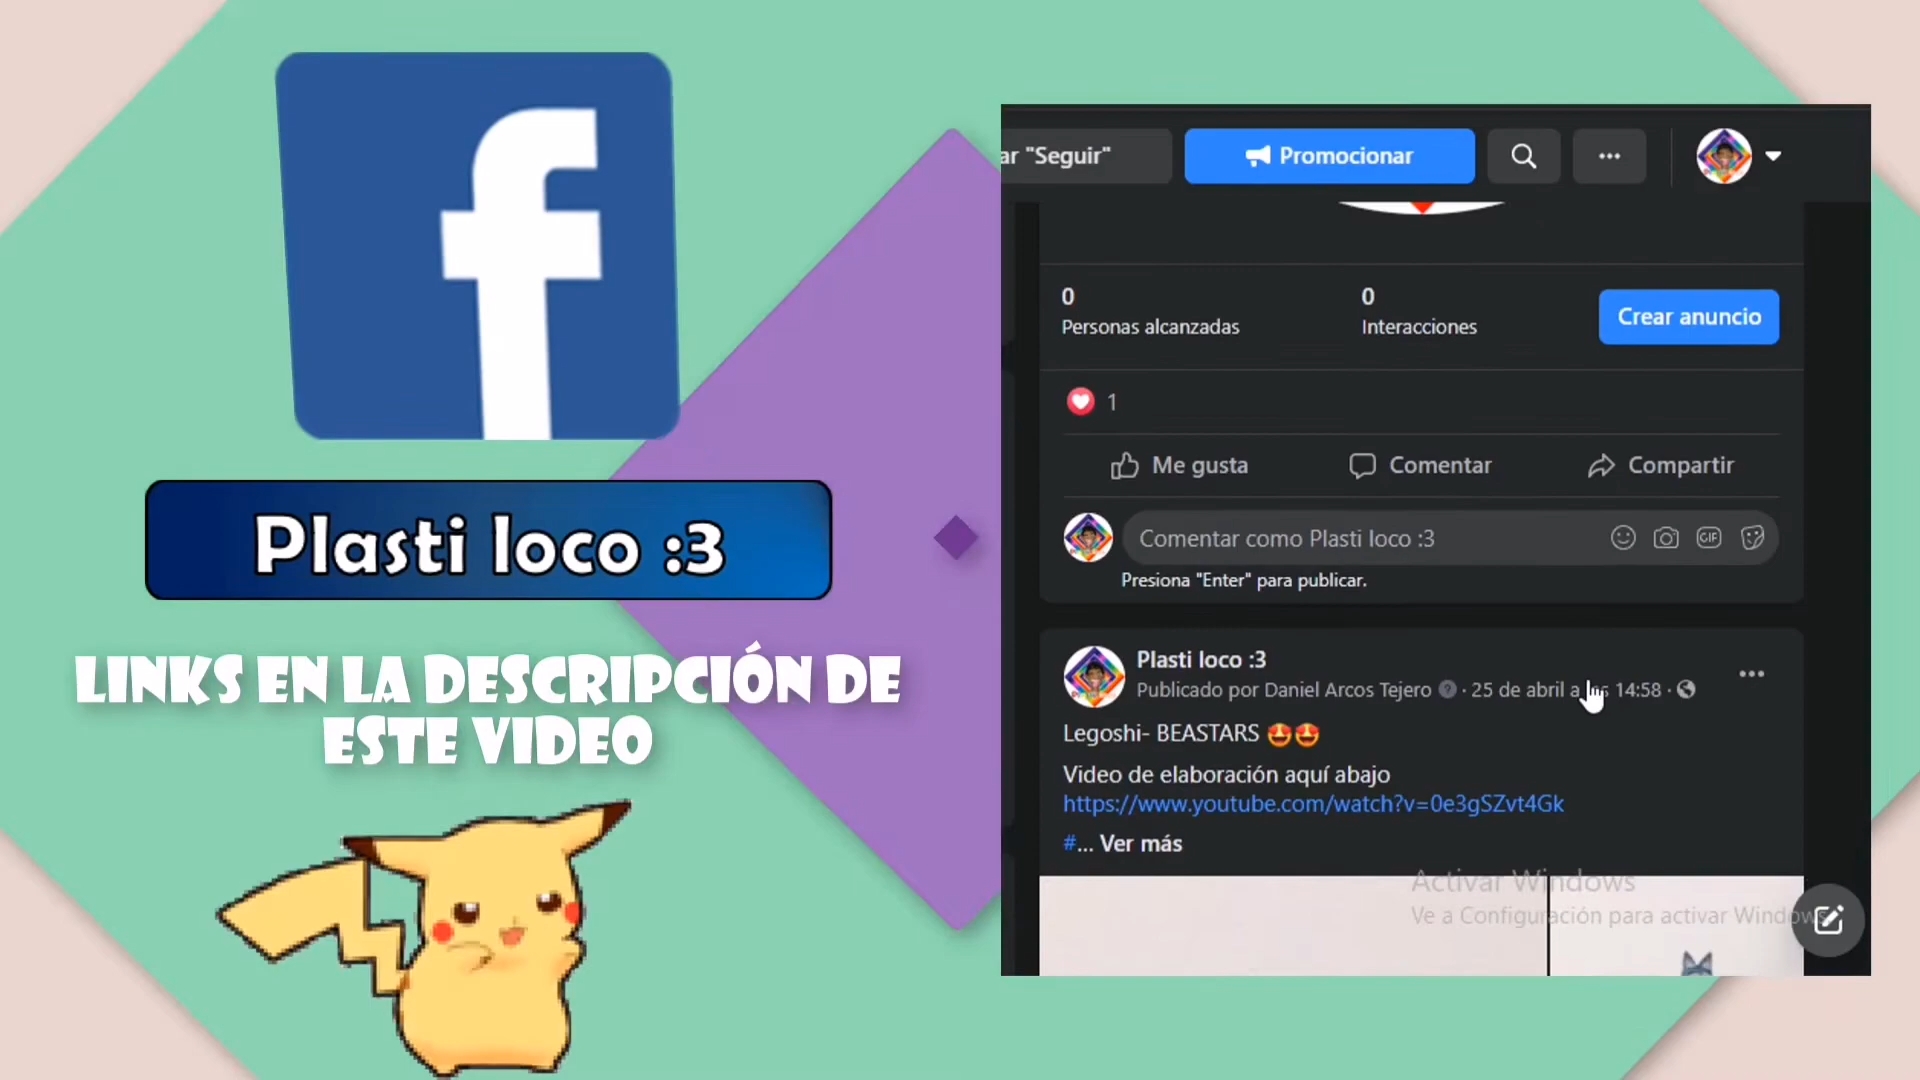 f
Plasti loco :3
LINKS EN LA DESCRIPCIÓN DE
ESTE VIDEO
ar "Seguir"
Promocionar
0
Personas alcanzadas
0
Interacciones
Crear anuncio
1
Me gusta
Comentar
Compartir
Comentar como Plasti loco :3
GIF
Presiona "Enter" para publicar.
Plasti loco :3
Publicado por Daniel Arcos Tejero · 25 de abril a las 14:58 ·
Legoshi- BEASTARS 🤩🤩
Video de elaboración aquí abajo
https://www.youtube.com/watch?v=0e3gSZvt4Gk
#... Ver más
Activar Windows
Ve a Configuración para activar Windows